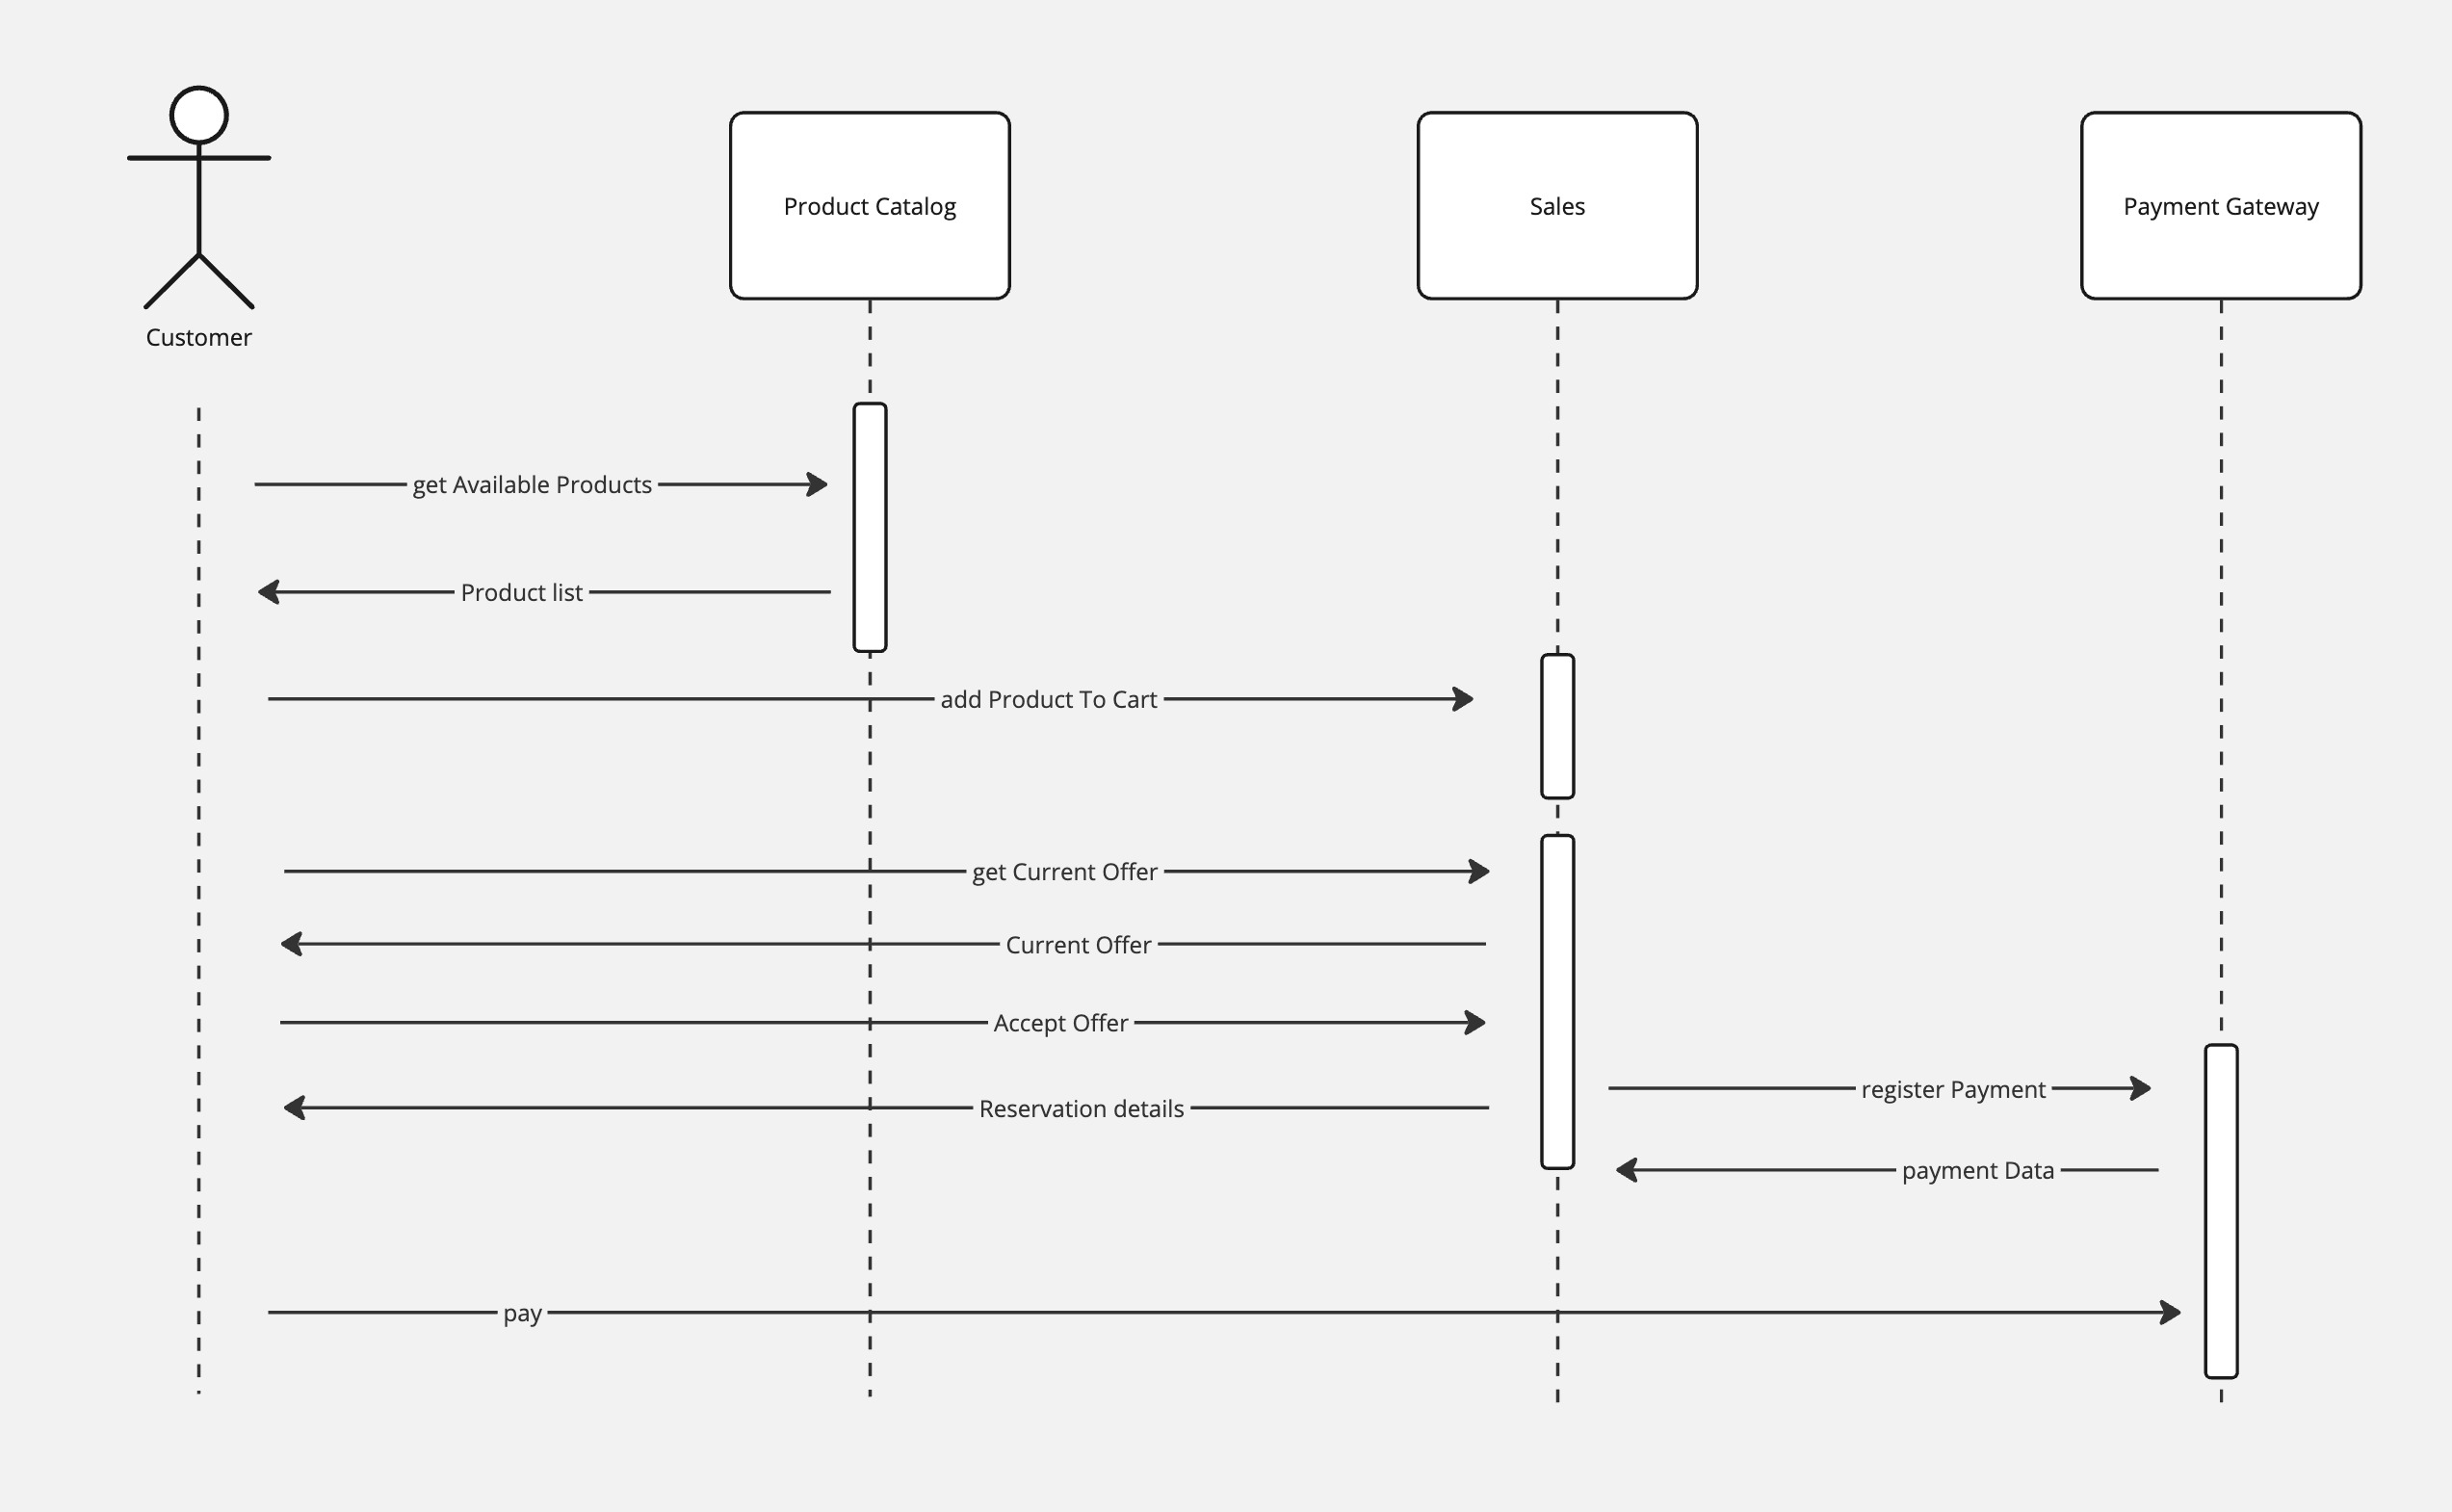 Product Catalog
Sales
Payment Gateway
Customer
get Available Products
Product list
add Product To Cart
get Current Offer
Current Offer
Accept Offer
register Payment
Reservation details
payment Data
pay